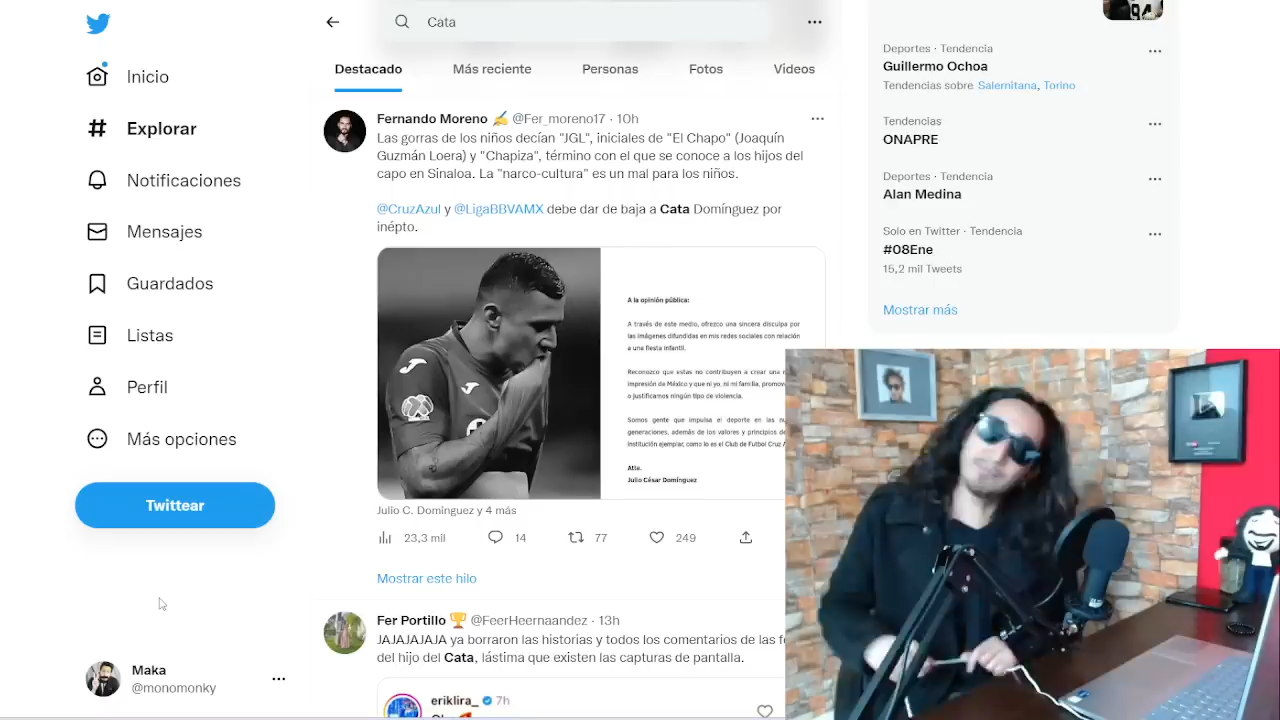 Inicio
Explorar
Notificaciones
Mensajes
Guardados
Listas
Perfil
Más opciones
Twittear
Maka
@monomonky
Cata
Destacado
Más reciente
Personas
Fotos
Videos
Fernando Moreno ✍ @Fer_moreno17 · 10h
Las gorras de los niños decían "JGL", iniciales de "El Chapo" (Joaquín
Guzmán Loera) y "Chapiza", término con el que se conoce a los hijos del
capo en Sinaloa. La "narco-cultura" es un mal para los niños.
@CruzAzul y @LigaBBVAMX debe dar de baja a Cata Domínguez por
inépto.
A la opinión pública:
A través de este medio, ofrezco una sincera disculpa por
las imágenes difundidas en mis redes sociales con relación
a una fiesta infantil.
Reconozco que estas no contribuyen a crear una
impresión de México y que ni yo, ni mi familia, promov
o justificamos ningún tipo de violencia.
Somos gente que impulsa el deporte en las
generaciones, además de los valores y principios de
institución ejemplar, como lo es el Club de Futbol Cruz A
Atte.
Julio César Domínguez
Julio C. Dominguez y 4 más
23,3 mil 14 77 249
Mostrar este hilo
Fer Portillo 🏆 @FeerHeernaandez · 13h
JAJAJAJAJA ya borraron las historias y todos los comentarios de las f
del hijo del Cata, lástima que existen las capturas de pantalla.
eriklira_ 7h
Deportes · Tendencia
Guillermo Ochoa
Tendencias sobre Salernitana, Torino
Tendencias
ONAPRE
Deportes · Tendencia
Alan Medina
Solo en Twitter · Tendencia
#08Ene
15,2 mil Tweets
Mostrar más